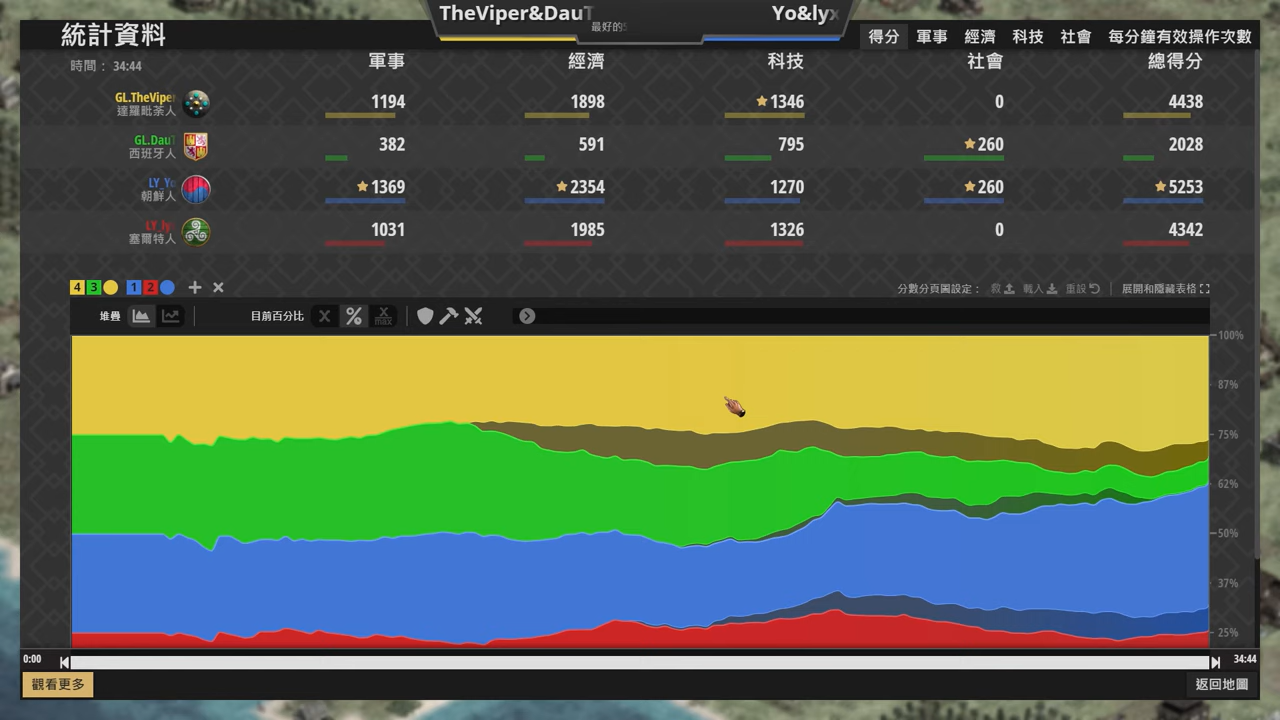 TheViper&DauT
Yo&lyx
最好的5
統計資料
得分 軍事 經濟 科技 社會 每分鐘有效操作次數
時間： 34:44
軍事 經濟 科技 社會 總得分
GL.TheViper
達羅毗荼人
1194 1898 1346 0 4438
GL.DauT
西班牙人
382 591 795 260 2028
LY_Yo
朝鮮人
1369 2354 1270 260 5253
LY_ly
塞爾特人
1031 1985 1326 0 4342
4 3 1 2
分數分頁圖設定： 載入 重設 展開和隱藏表格
堆疊 目前百分比 X % X max
100%
87%
75%
62%
50%
37%
25%
0:00 34:44
觀看更多 返回地圖